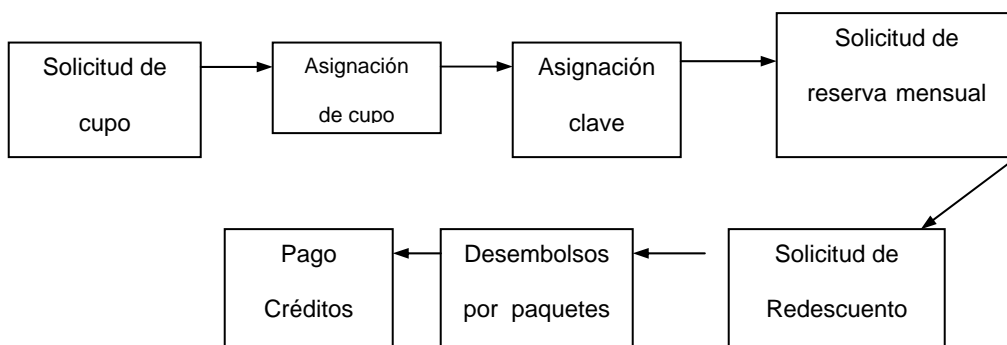 Solicitud de
cupo
Asignación
de cupo
Asignación
clave
Solicitud de
reserva mensual
Solicitud de
Redescuento
Desembolsos
por paquetes
Pago
Créditos